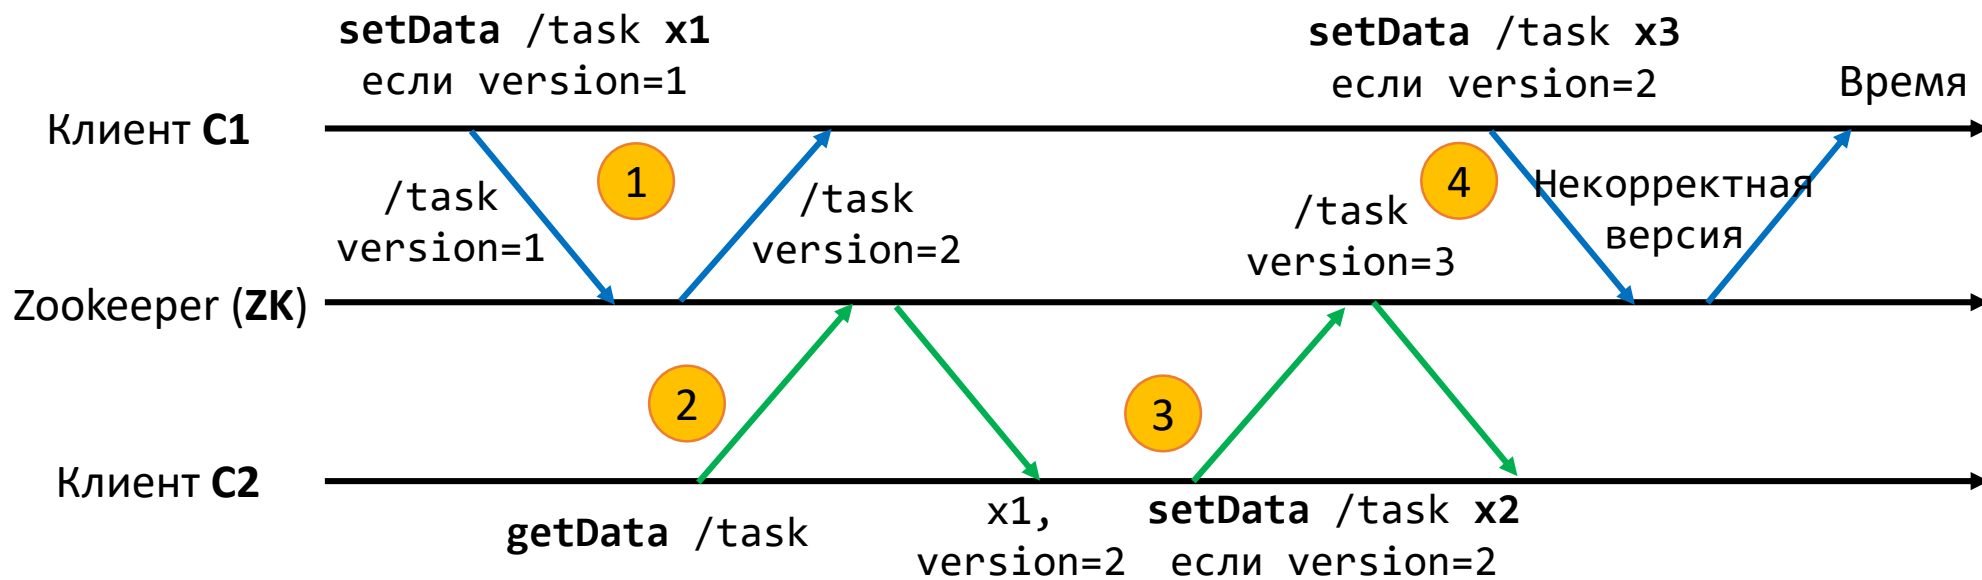 setData /task x1
если version=1
setData /task x3
если version=2
Время
Клиент C1
1
4
/task
version=1
/task
version=2
/task
version=3
Некорректная
версия
Zookeeper (ZK)
2
3
Клиент C2
getData /task
x1,
version=2
setData /task x2
если version=2